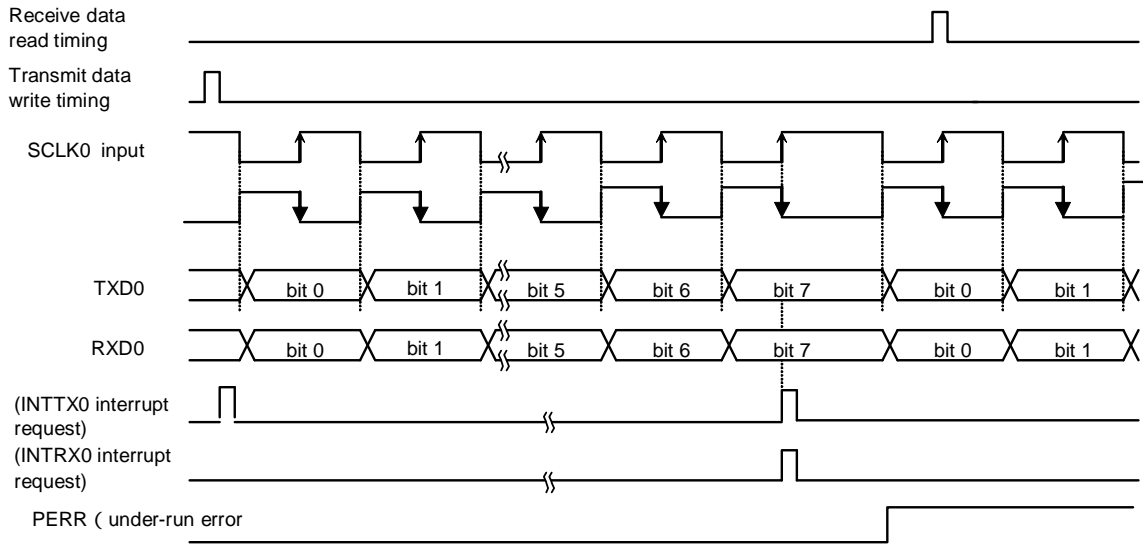 Receive data
read timing
Transmit data
write timing
SCLK0 input
TXD0
bit 0 bit 1 bit 5 bit 6 bit 7 bit 0 bit 1
RXD0
bit 0 bit 1 bit 5 bit 6 bit 7 bit 0 bit 1
(INTTX0 interrupt
request)
(INTRX0 interrupt
request)
PERR ( under-run error